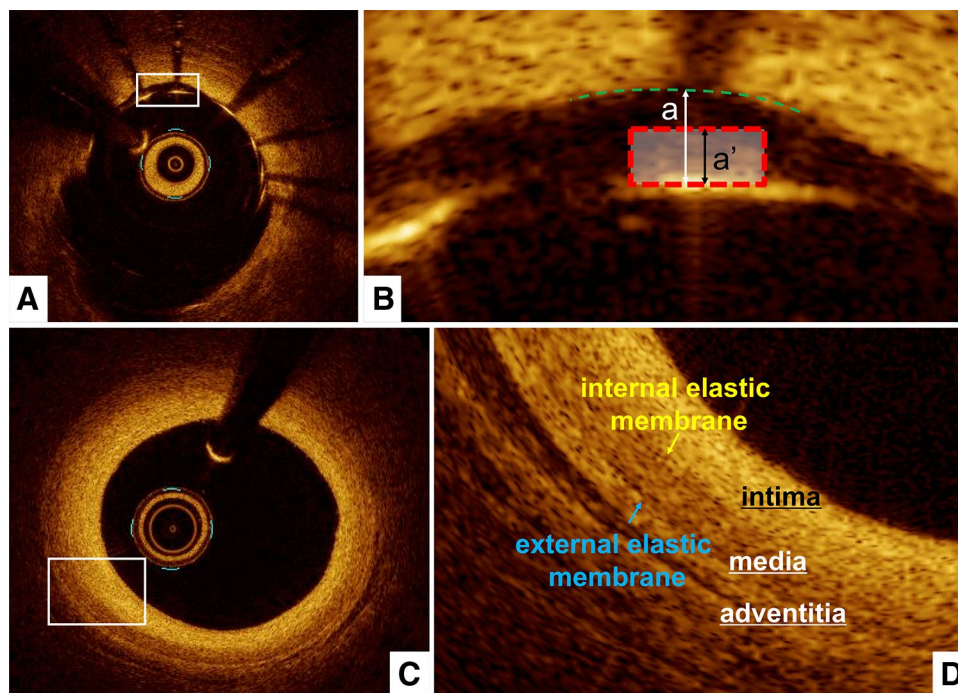 A
a
a’
B
C
internal elastic
membrane
intima
external elastic
membrane
media
adventitia
D